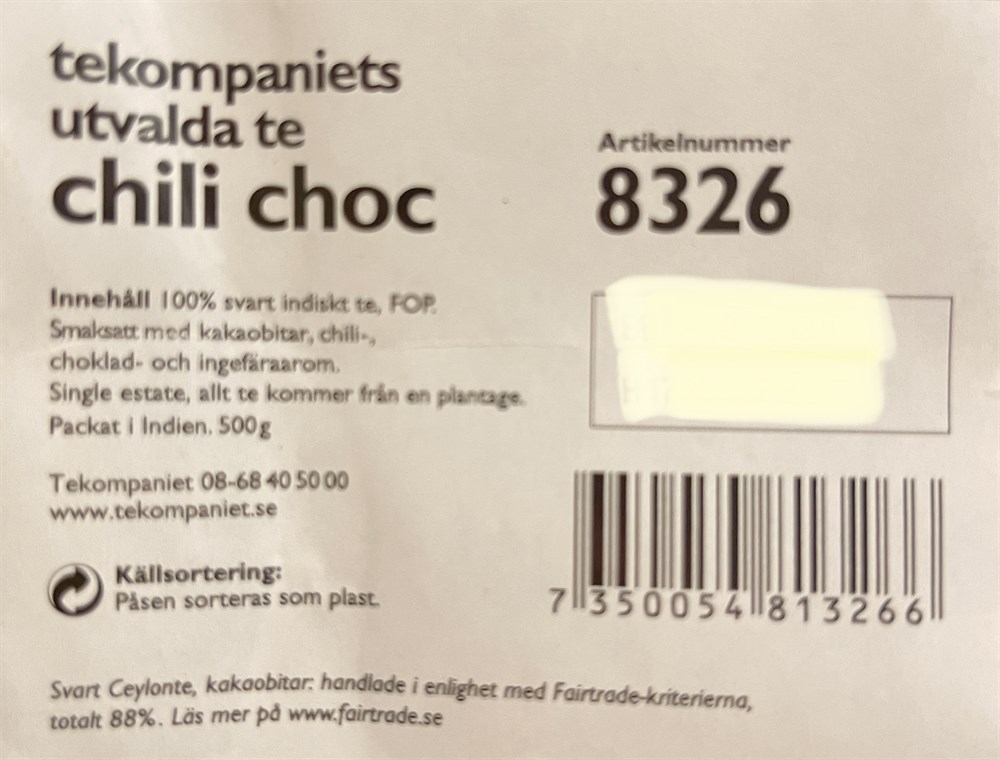 tekompaniets
utvalda te
chili choc
Artikelnummer
8326
Innehåll 100% svart indiskt te, FOP.
Smaksatt med kakaobitar, chili-,
choklad- och ingefäraarom.
Single estate, allt te kommer från en plantage.
Packat i Indien. 500g
Tekompaniet 08-68 40 50 00
www.tekompaniet.se
Källsortering:
Påsen sorteras som plast.
7 350054 813266
Svart Ceylonte, kakaobitar: handlade i enlighet med Fairtrade-kriterierna,
totalt 88%. Läs mer på www.fairtrade.se